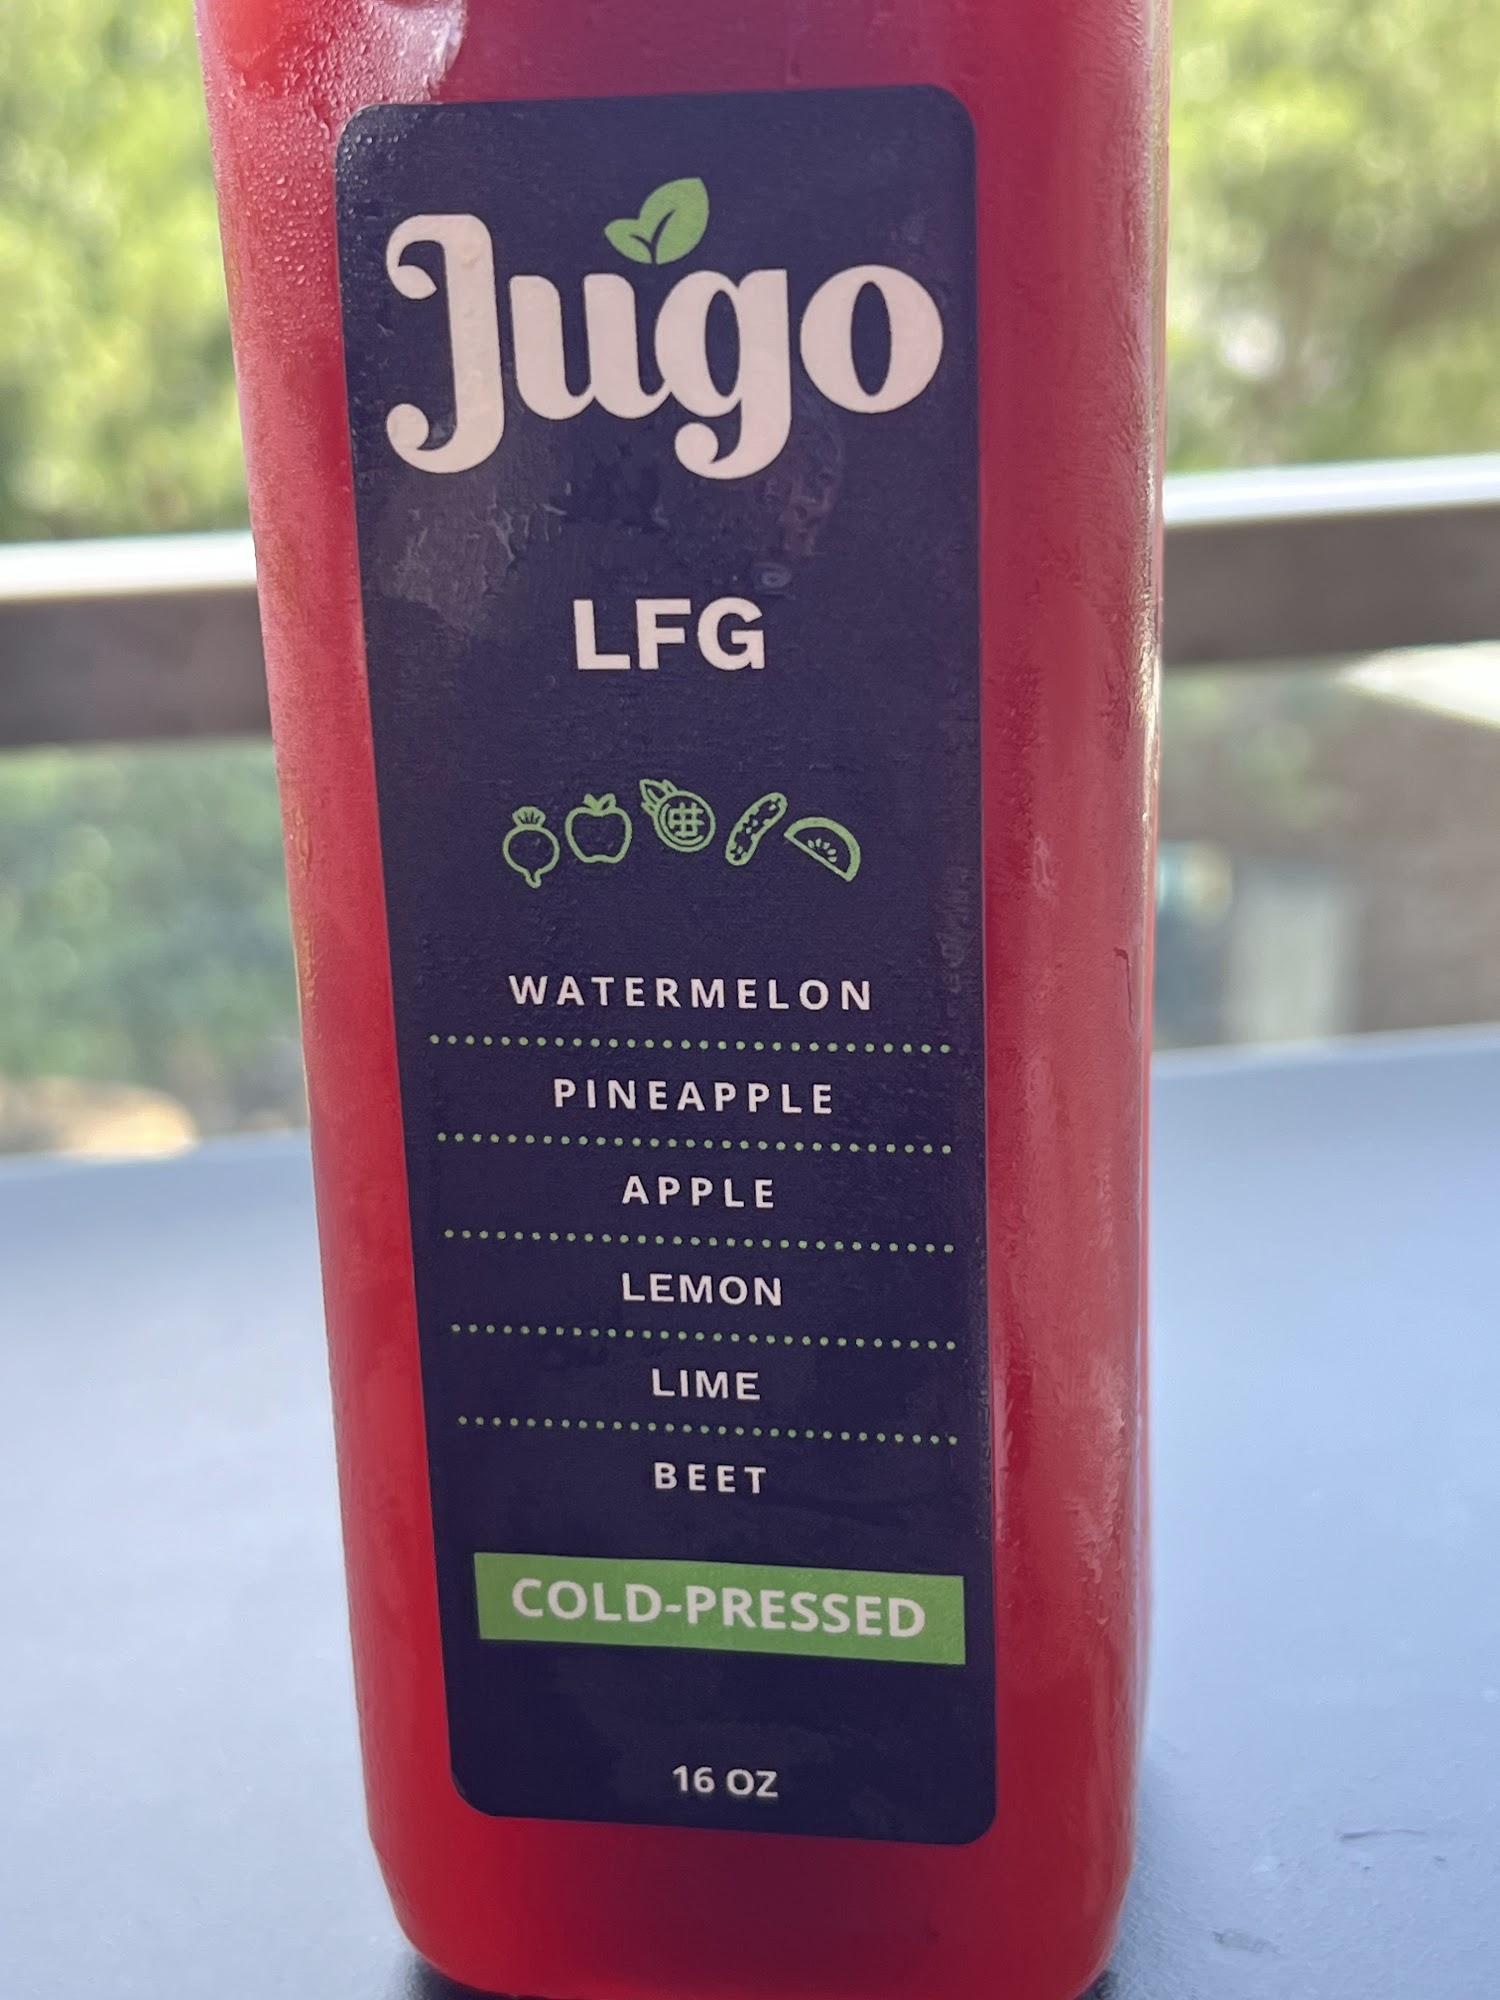 Jugo
LFG
WATERMELON
PINEAPPLE
APPLE
LEMON
LIME
BEET
COLD-PRESSED
16 OZ